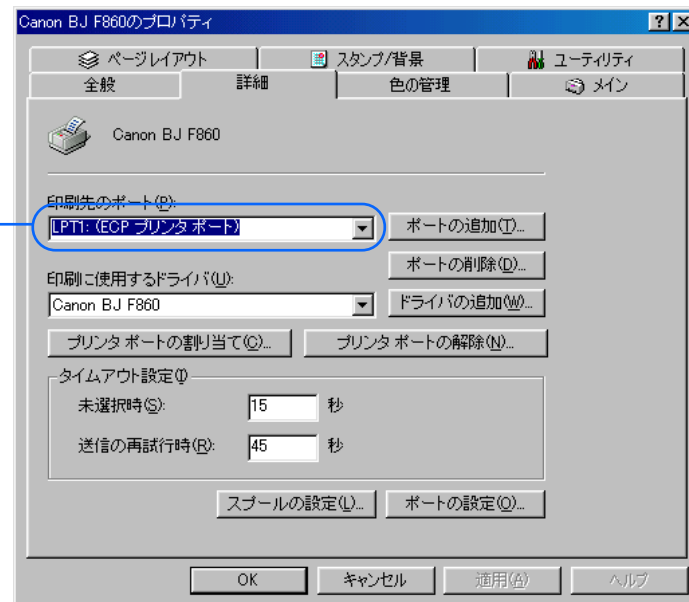 Canon BJ F860のプロパティ
ページレイアウト スタンプ/背景 ユーティリティ
全般 詳細 色の管理 メイン
Canon BJ F860
印刷先のポート(P):
LPT1: (ECP プリンタ ポート) ポートの追加(T)...
ポートの削除(D)...
印刷に使用するドライバ(U):
Canon BJ F860 ドライバの追加(W)...
プリンタ ポートの割り当て(C)... プリンタ ポートの解除(N)...
タイムアウト設定(I)
未選択時(S): 15 秒
送信の再試行時(R): 45 秒
スプールの設定(L)... ポートの設定(O)...
OK キャンセル 適用(A) ヘルプ